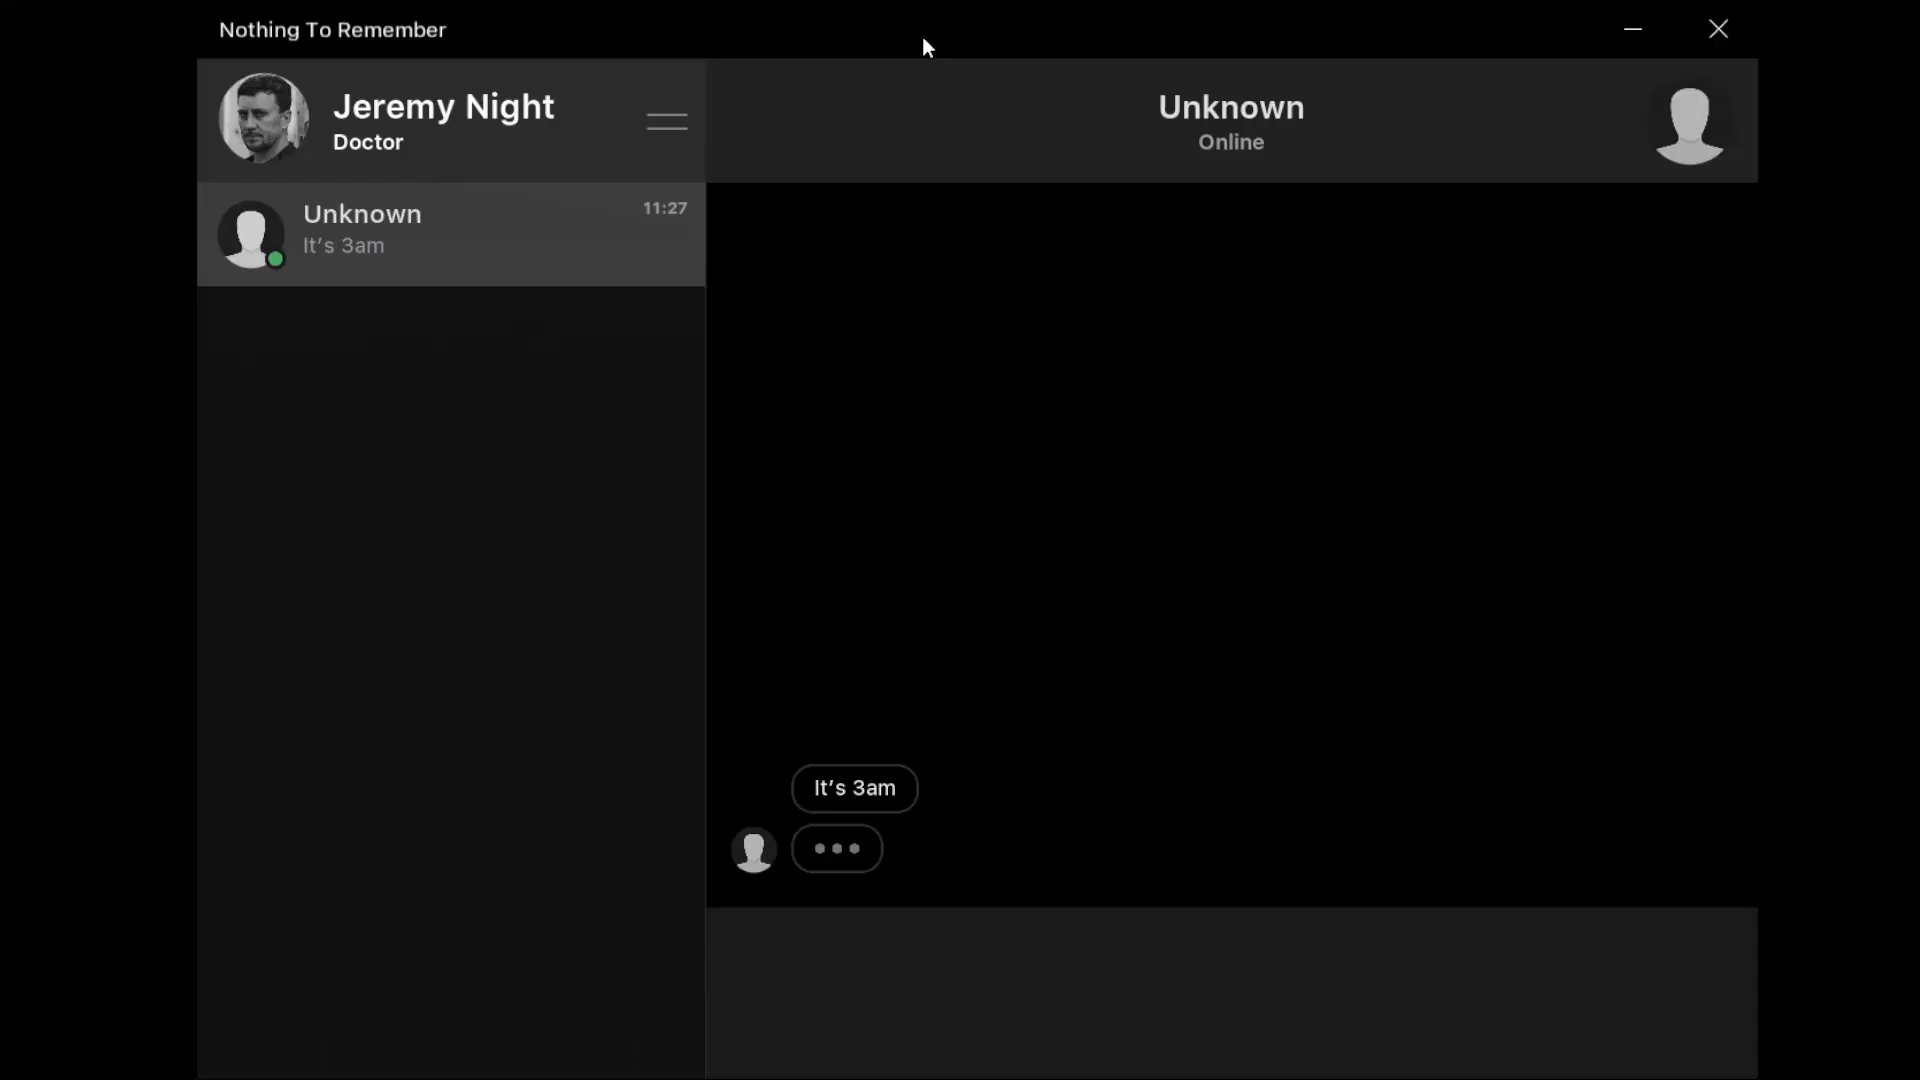 Nothing To Remember
Jeremy Night
Doctor
Unknown
Online
Unknown
11:27
It’s 3am
It’s 3am